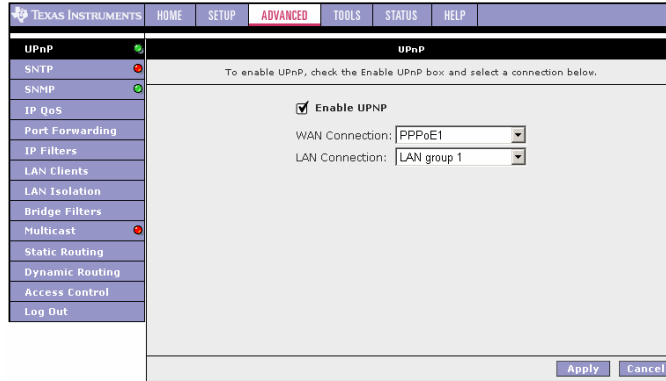 TEXAS INSTRUMENTS HOME SETUP ADVANCED TOOLS STATUS HELP
UPnP
SNTP
SNMP
IP QoS
Port Forwarding
IP Filters
LAN Clients
LAN Isolation
Bridge Filters
Multicast
Static Routing
Dynamic Routing
Access Control
Log Out
UPnP
To enable UPnP, check the Enable UPnP box and select a connection below.
Enable UPNP
WAN Connection: PPPoE1
LAN Connection: LAN group 1
Apply Cancel